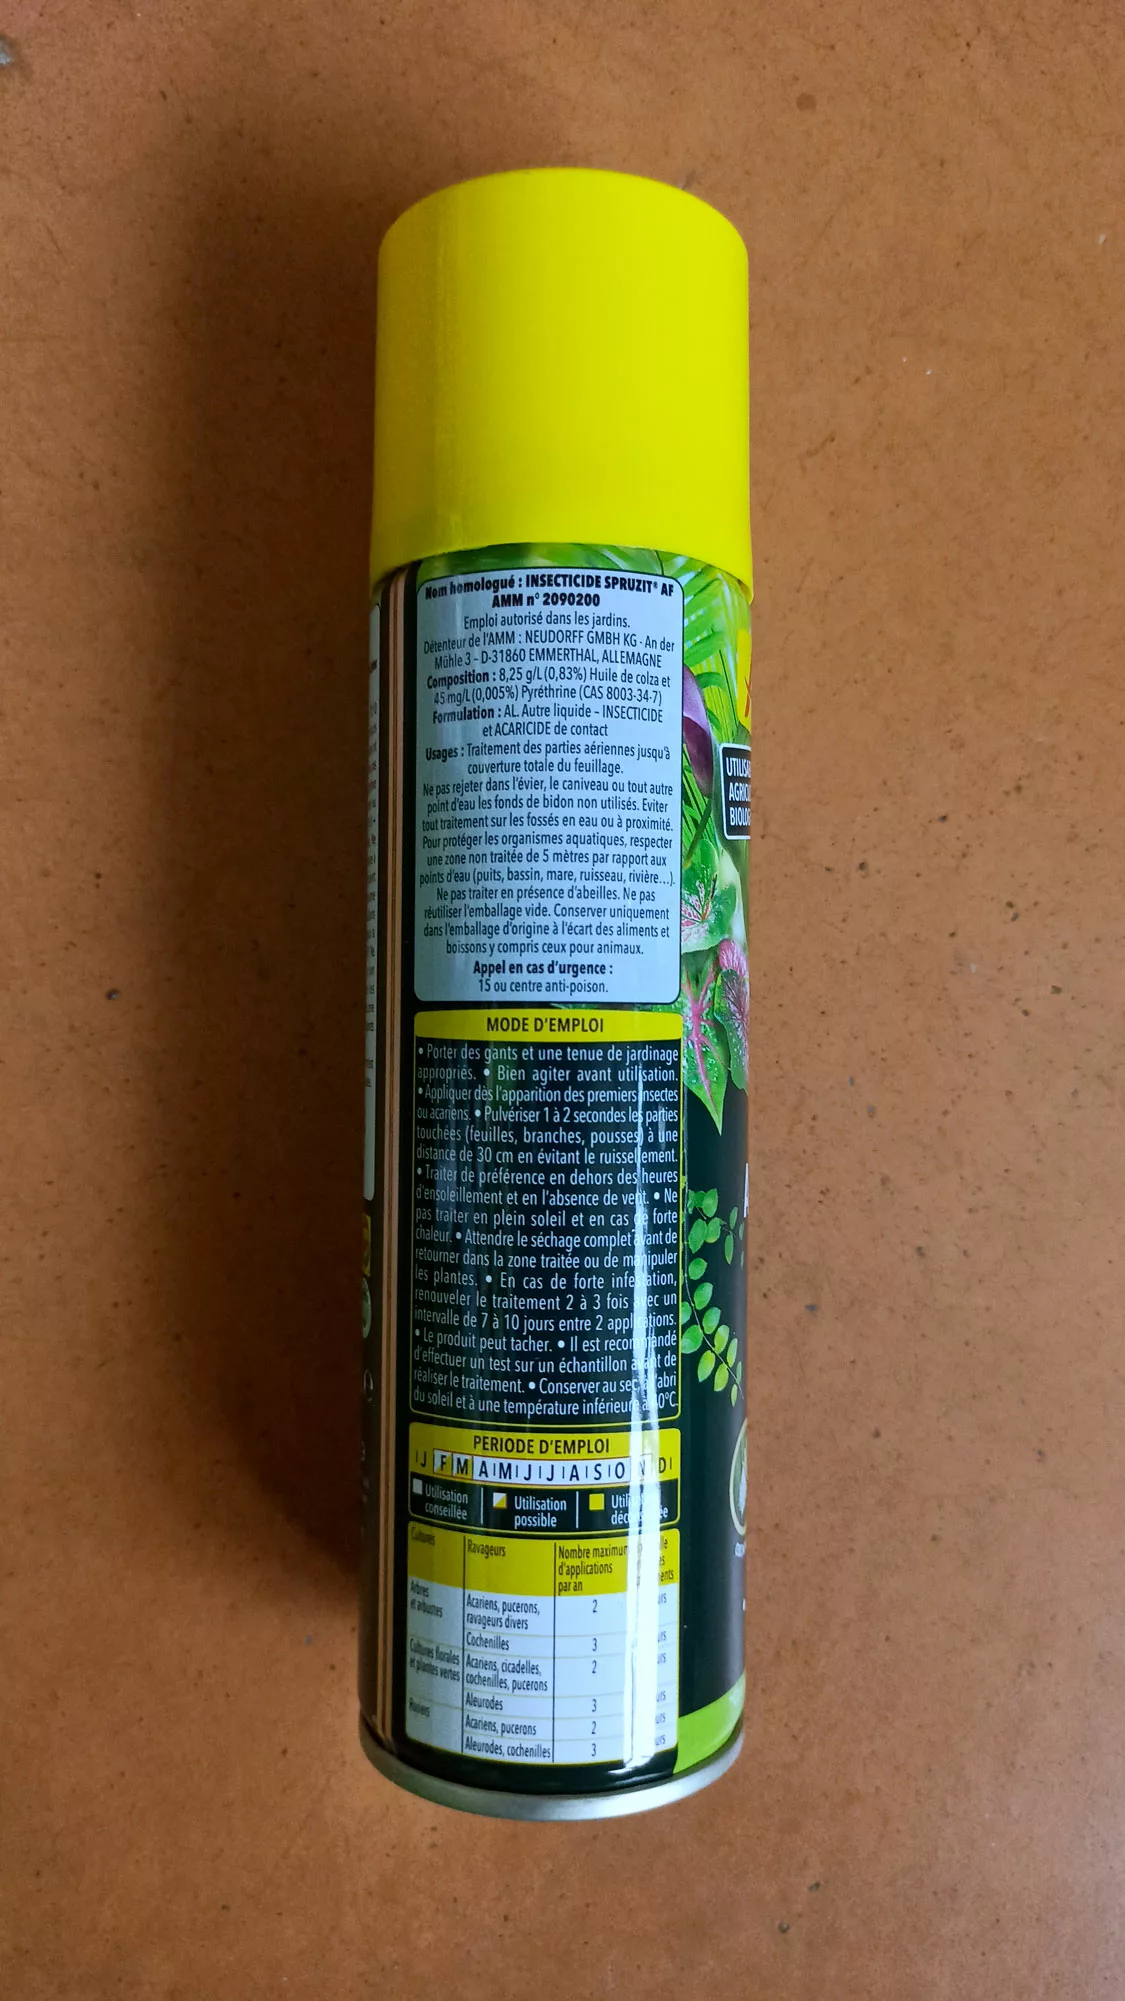 Nom homologué : INSECTICIDE SPRUZIT® AF
AMM n° 2090200
Emploi autorisé dans les jardins.
Détenteur de l'AMM : NEUDORFF GMBH KG - An der
Mühle 3 - D-31860 EMMERTHAL, ALLEMAGNE
Composition : 8,25 g/L (0,83%) Huile de colza et
45 mg/L (0,005%) Pyréthrine (CAS 8003-34-7)
Formulation : AL. Autre liquide – INSECTICIDE
et ACARICIDE de contact
Usages : Traitement des parties aériennes jusqu'à
couverture totale du feuillage.
Ne pas rejeter dans l'évier, le caniveau ou tout autre
point d'eau les fonds de bidon non utilisés. Eviter
tout traitement sur les fossés en eau ou à proximité.
Pour protéger les organismes aquatiques, respecter
une zone non traitée de 5 mètres par rapport aux
points d'eau (puits, bassin, mare, ruisseau, rivière...).
Ne pas traiter en présence d'abeilles. Ne pas
réutiliser l'emballage vide. Conserver uniquement
dans l'emballage d'origine à l'écart des aliments et
boissons y compris ceux pour animaux.
Appel en cas d'urgence :
15 ou centre anti-poison.
MODE D'EMPLOI
• Porter des gants et une tenue de jardinage
appropriés. • Bien agiter avant utilisation.
• Appliquer dès l'apparition des premiers insectes
ou acariens. • Pulvériser 1 à 2 secondes les parties
touchées (feuilles, branches, pousses) à une
distance de 30 cm en évitant le ruissellement.
• Traiter de préférence en dehors des heures
d'ensoleillement et en l'absence de vent. • Ne
pas traiter en plein soleil et en cas de forte
chaleur. • Attendre le séchage complet avant de
retourner dans la zone traitée ou de manipuler
les plantes. • En cas de forte infestation,
renouveler le traitement 2 à 3 fois avec un
intervalle de 7 à 10 jours entre 2 applications.
• Le produit peut tacher. • Il est recommandé
d'effectuer un test sur un échantillon avant de
réaliser le traitement. • Conserver au sec, à l'abri
du soleil et à une température inférieure à
PERIODE D'EMPLOI
J F M A M J J A S O N D
Utilisation conseillée Utilisation possible
Cultures Ravageurs Nombre maximum
d'applications
par an
Arbres et arbustes Acariens, pucerons, ravageurs divers 2
Cochenilles 3
Cultures florales et plantes vertes Acariens, cicadelles, cochenilles, pucerons 2
Aleurodes 3
Rosiers Acariens, pucerons 2
Aleurodes, cochenilles 3